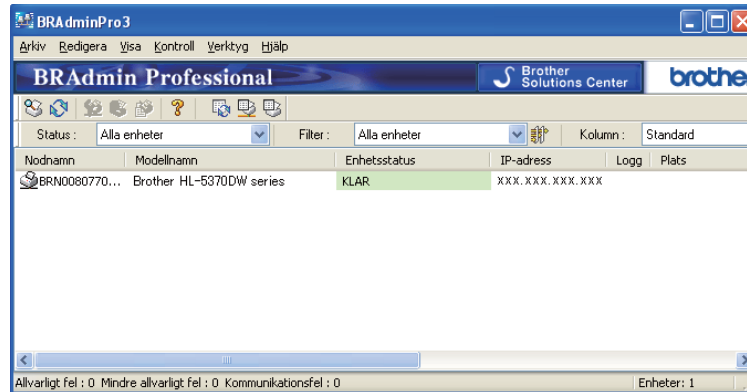 BRAdminPro3
Arkiv Redigera Visa Kontroll Verktyg Hjälp
BRAdmin Professional Brother Solutions Center brothe
Status : Alla enheter Filter : Alla enheter Kolumn : Standard
Nodnamn Modellnamn Enhetsstatus IP-adress Logg Plats
BRN0080770... Brother HL-5370DW series KLAR XXX.XXX.XXX.XXX
Allvarligt fel : 0 Mindre allvarligt fel : 0 Kommunikationsfel : 0 Enheter: 1